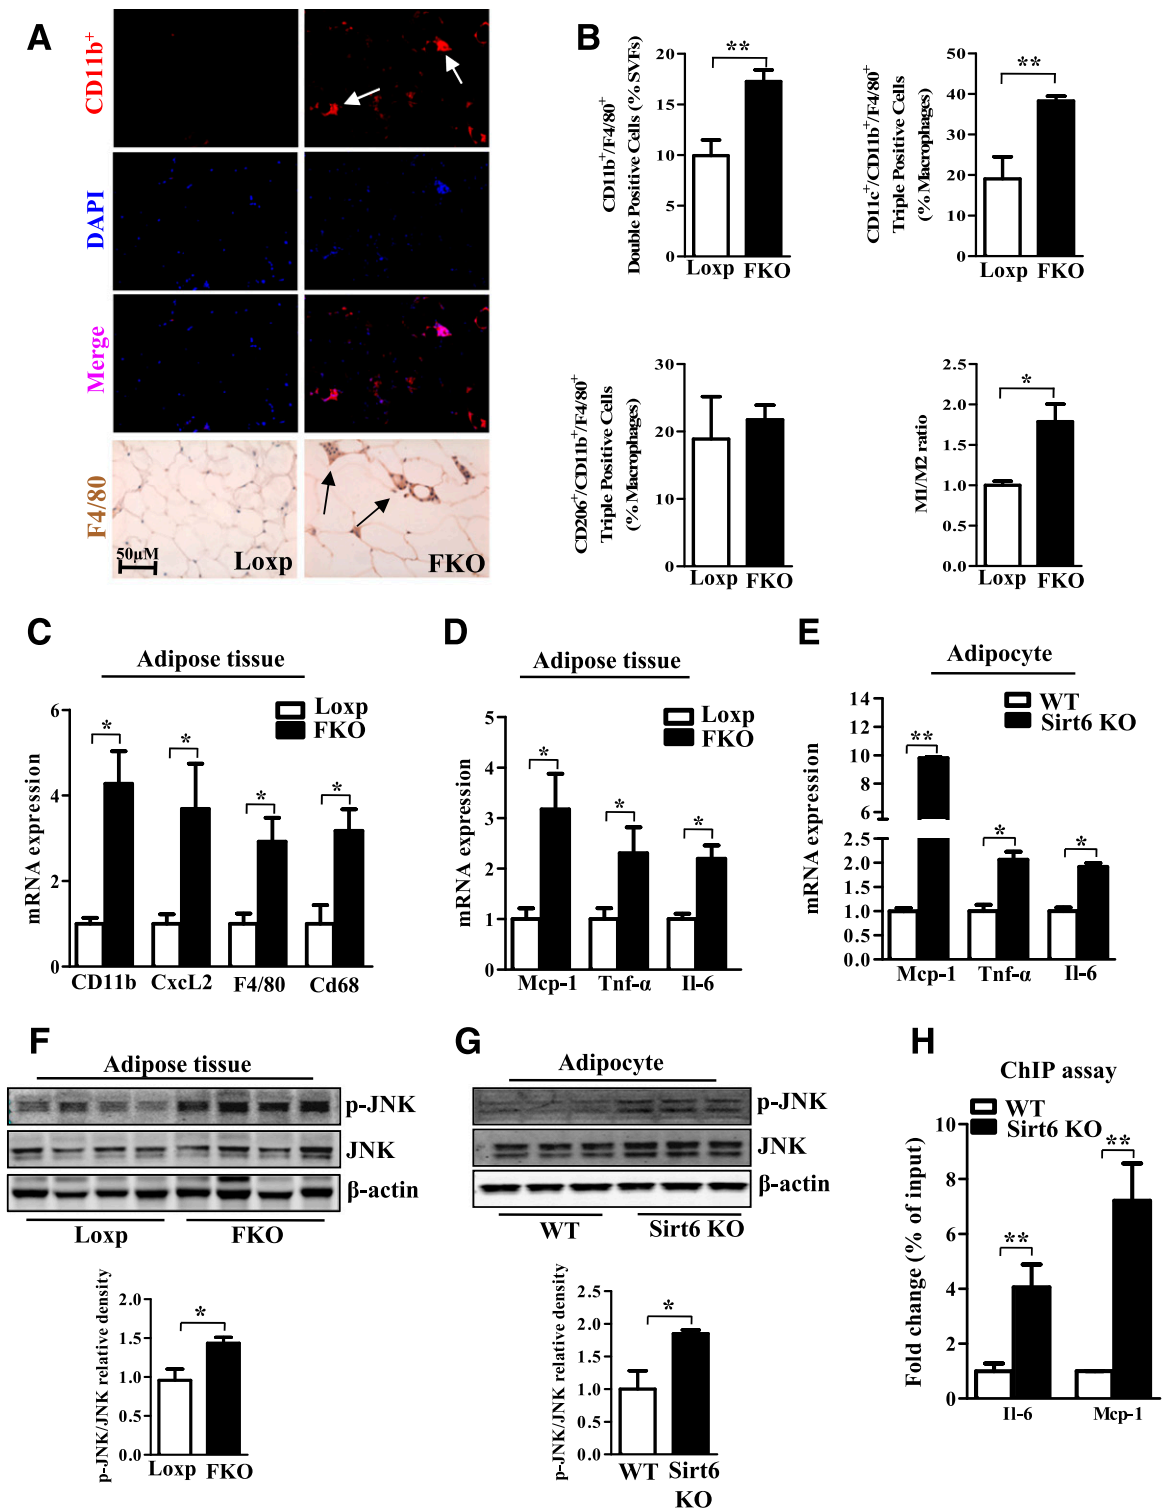 A
CD11b+
DAPI
Merge
F4/80
50μM
Loxp
FKO
B
CD11b+/F4/80+
Double Positive Cells (% SVFs)
20
15
10
5
0
**
Loxp FKO
CD11c+/CD11b+/F4/80+
Triple Positive Cells
(% Macrophages)
50
40
30
20
10
0
**
Loxp FKO
CD206+/CD11b+/F4/80+
Triple Positive Cells
(% Macrophages)
30
20
10
0
Loxp FKO
M1/M2 ratio
2.5
2.0
1.5
1.0
0.5
0.0
*
Loxp FKO
C
Adipose tissue
Loxp
FKO
mRNA expression
6
4
2
0
* * * *
CD11b CxcL2 F4/80 Cd68
D
Adipose tissue
Loxp
FKO
mRNA expression
5
4
3
2
1
0
* * *
Mcp-1 Tnf-α Il-6
E
Adipocyte
WT
Sirt6 KO
mRNA expression
14
12
10
8
6
2.5
2.0
1.5
1.0
0.5
0.0
** * *
Mcp-1 Tnf-α Il-6
F
Adipose tissue
p-JNK
JNK
β-actin
Loxp FKO
p-JNK/JNK relative density
2.0
1.5
1.0
0.5
0.0
*
Loxp FKO
G
Adipocyte
p-JNK
JNK
β-actin
WT Sirt6 KO
p-JNK/JNK relative density
2.5
2.0
1.5
1.0
0.5
0.0
*
WT Sirt6
KO
H
ChIP assay
WT
Sirt6 KO
Fold change (% of input)
10
8
6
4
2
0
** **
Il-6 Mcp-1